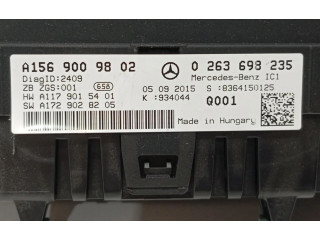 A156 900 98 02
0 263 698 235
DiagID:2409
Mercedes-Benz IC1
ZB ZGS:001
658
05 09 2015
S :8364150125
HW A117 901 54 01
K :934044
Q001
SW A172 902 82 05
Made in Hungary